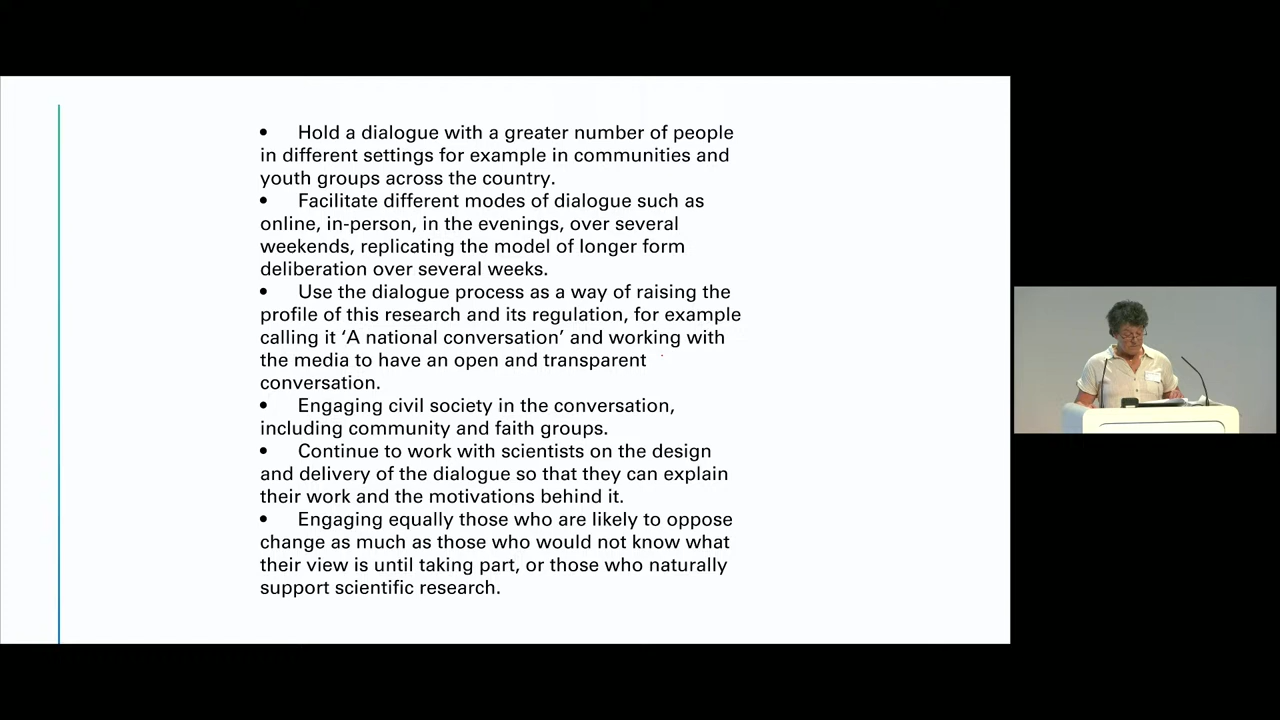 • Hold a dialogue with a greater number of people
in different settings for example in communities and
youth groups across the country.
• Facilitate different modes of dialogue such as
online, in-person, in the evenings, over several
weekends, replicating the model of longer form
deliberation over several weeks.
• Use the dialogue process as a way of raising the
profile of this research and its regulation, for example
calling it ‘A national conversation’ and working with
the media to have an open and transparent
conversation.
• Engaging civil society in the conversation,
including community and faith groups.
• Continue to work with scientists on the design
and delivery of the dialogue so that they can explain
their work and the motivations behind it.
• Engaging equally those who are likely to oppose
change as much as those who would not know what
their view is until taking part, or those who naturally
support scientific research.